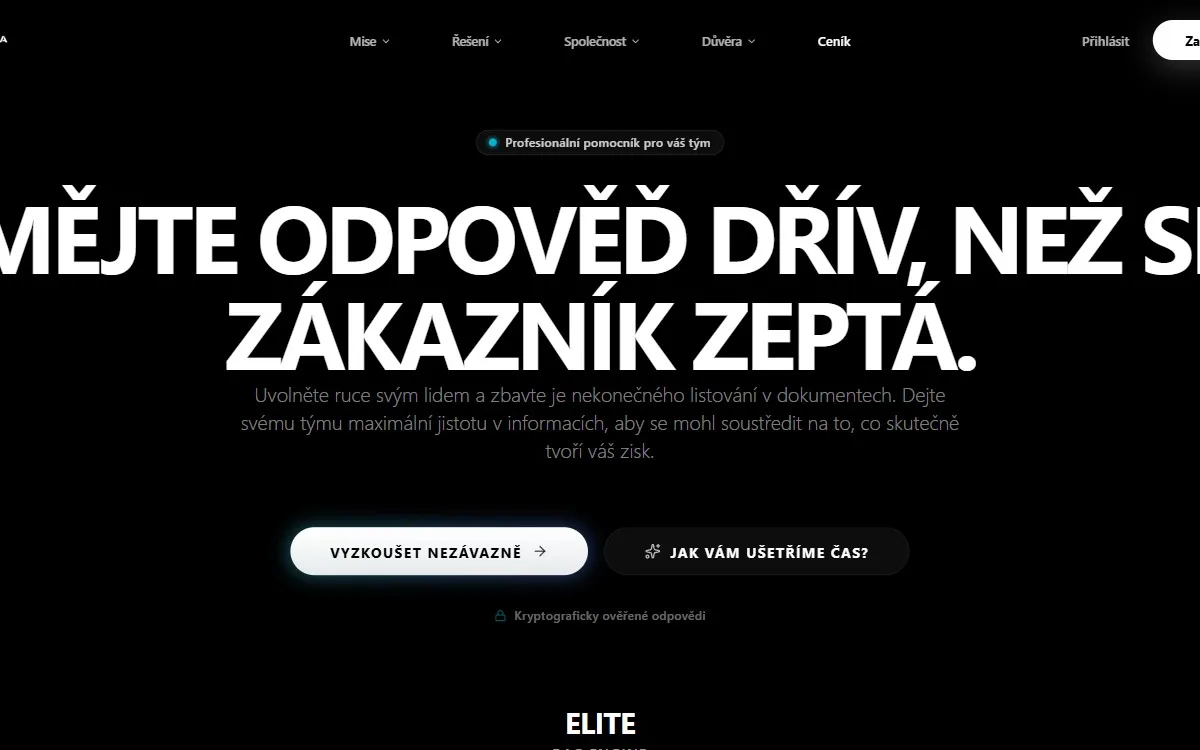 Mise
Řešení
Společnost
Důvěra
Ceník
Přihlásit
Profesionální pomocník pro váš tým
MĚJTE ODPOVĚĎ DŘÍV, NEŽ
ZÁKAZNÍK ZEPTÁ.
Uvolněte ruce svým lidem a zbavte je nekonečného listování v dokumentech. Dejte
svému týmu maximální jistotu v informacích, aby se mohl soustředit na to, co skutečně
tvoří váš zisk.
VYZKOUŠET NEZÁVAZNĚ
JAK VÁM UŠETŘÍME ČAS?
Kryptograficky ověřené odpovědi
ELITE